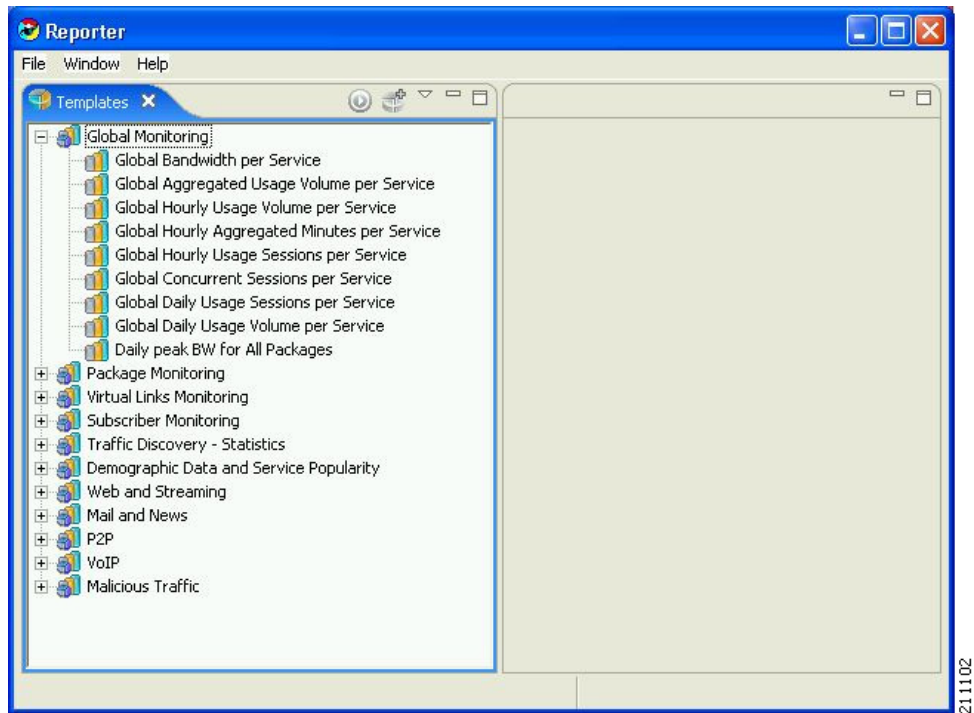 Reporter
File Window Help
Templates
Global Monitoring
Global Bandwidth per Service
Global Aggregated Usage Volume per Service
Global Hourly Usage Volume per Service
Global Hourly Aggregated Minutes per Service
Global Hourly Usage Sessions per Service
Global Concurrent Sessions per Service
Global Daily Usage Sessions per Service
Global Daily Usage Volume per Service
Daily peak BW for All Packages
Package Monitoring
Virtual Links Monitoring
Subscriber Monitoring
Traffic Discovery - Statistics
Demographic Data and Service Popularity
Web and Streaming
Mail and News
P2P
VoIP
Malicious Traffic
211102